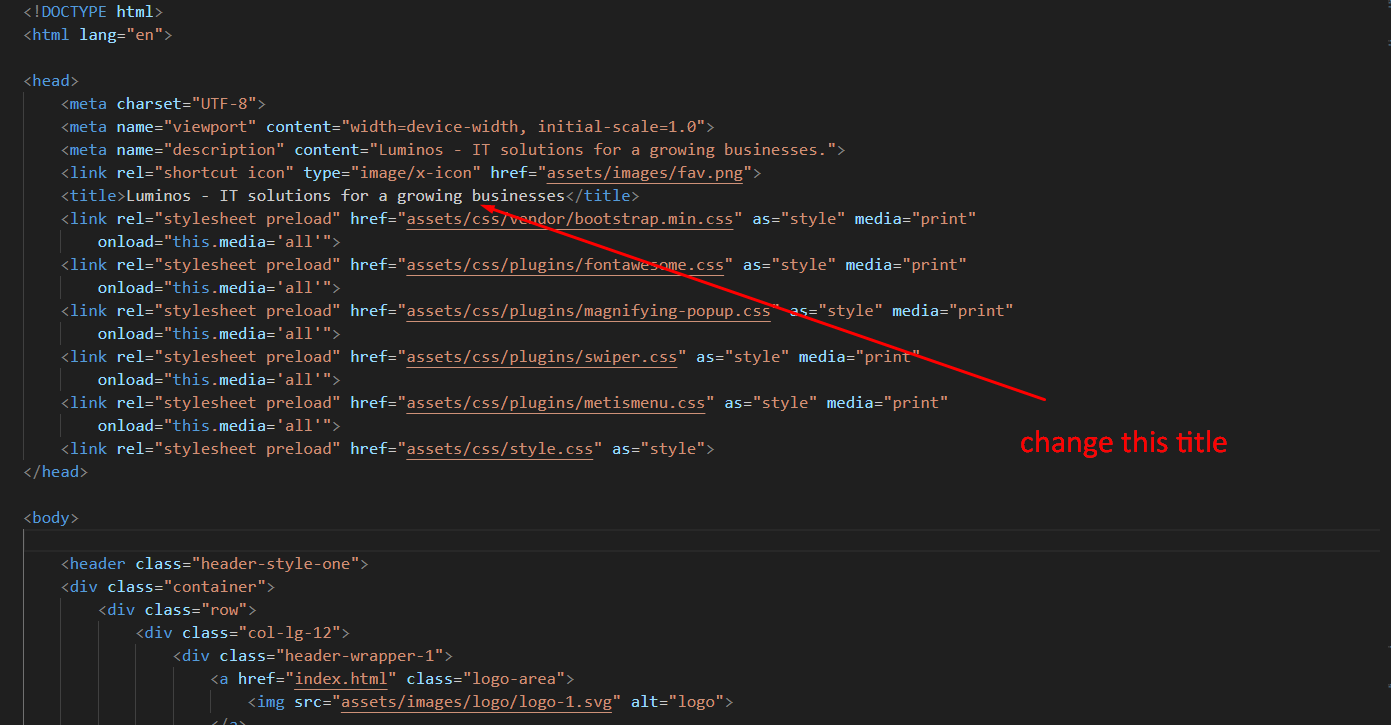 <!DOCTYPE html>
<html lang="en">
<head>
<meta charset="UTF-8">
<meta name="viewport" content="width=device-width, initial-scale=1.0">
<meta name="description" content="Luminos - IT solutions for a growing businesses.">
<link rel="shortcut icon" type="image/x-icon" href="assets/images/fav.png">
<title>Luminos - IT solutions for a growing businesses</title>
<link rel="stylesheet preload" href="assets/css/vendor/bootstrap.min.css" as="style" media="print"
onload="this.media='all'">
<link rel="stylesheet preload" href="assets/css/plugins/fontawesome.css" as="style" media="print"
onload="this.media='all'">
<link rel="stylesheet preload" href="assets/css/plugins/magnifying-popup.css" as="style" media="print"
onload="this.media='all'">
<link rel="stylesheet preload" href="assets/css/plugins/swiper.css" as="style" media="print"
onload="this.media='all'">
<link rel="stylesheet preload" href="assets/css/plugins/metismenu.css" as="style" media="print"
onload="this.media='all'">
change this title
<link rel="stylesheet preload" href="assets/css/style.css" as="style">
</head>
<body>
<header class="header-style-one">
<div class="container">
<div class="row">
<div class="col-lg-12">
<div class="header-wrapper-1">
<a href="index.html" class="logo-area">
<img src="assets/images/logo/logo-1.svg" alt="logo">
</a>